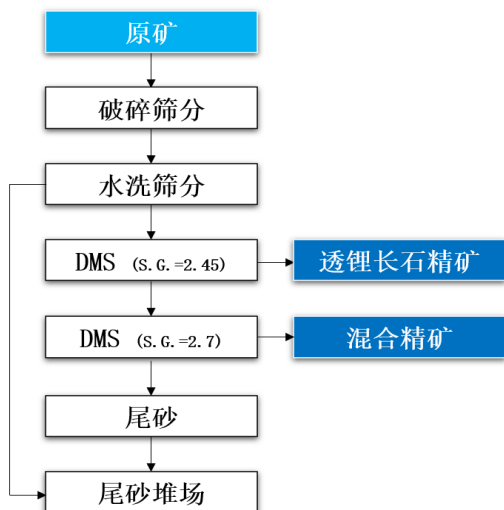 原矿
破碎筛分
水洗筛分
DMS (S.G.=2.45)
透锂长石精矿
DMS (S.G.=2.7)
混合精矿
尾砂
尾砂堆场